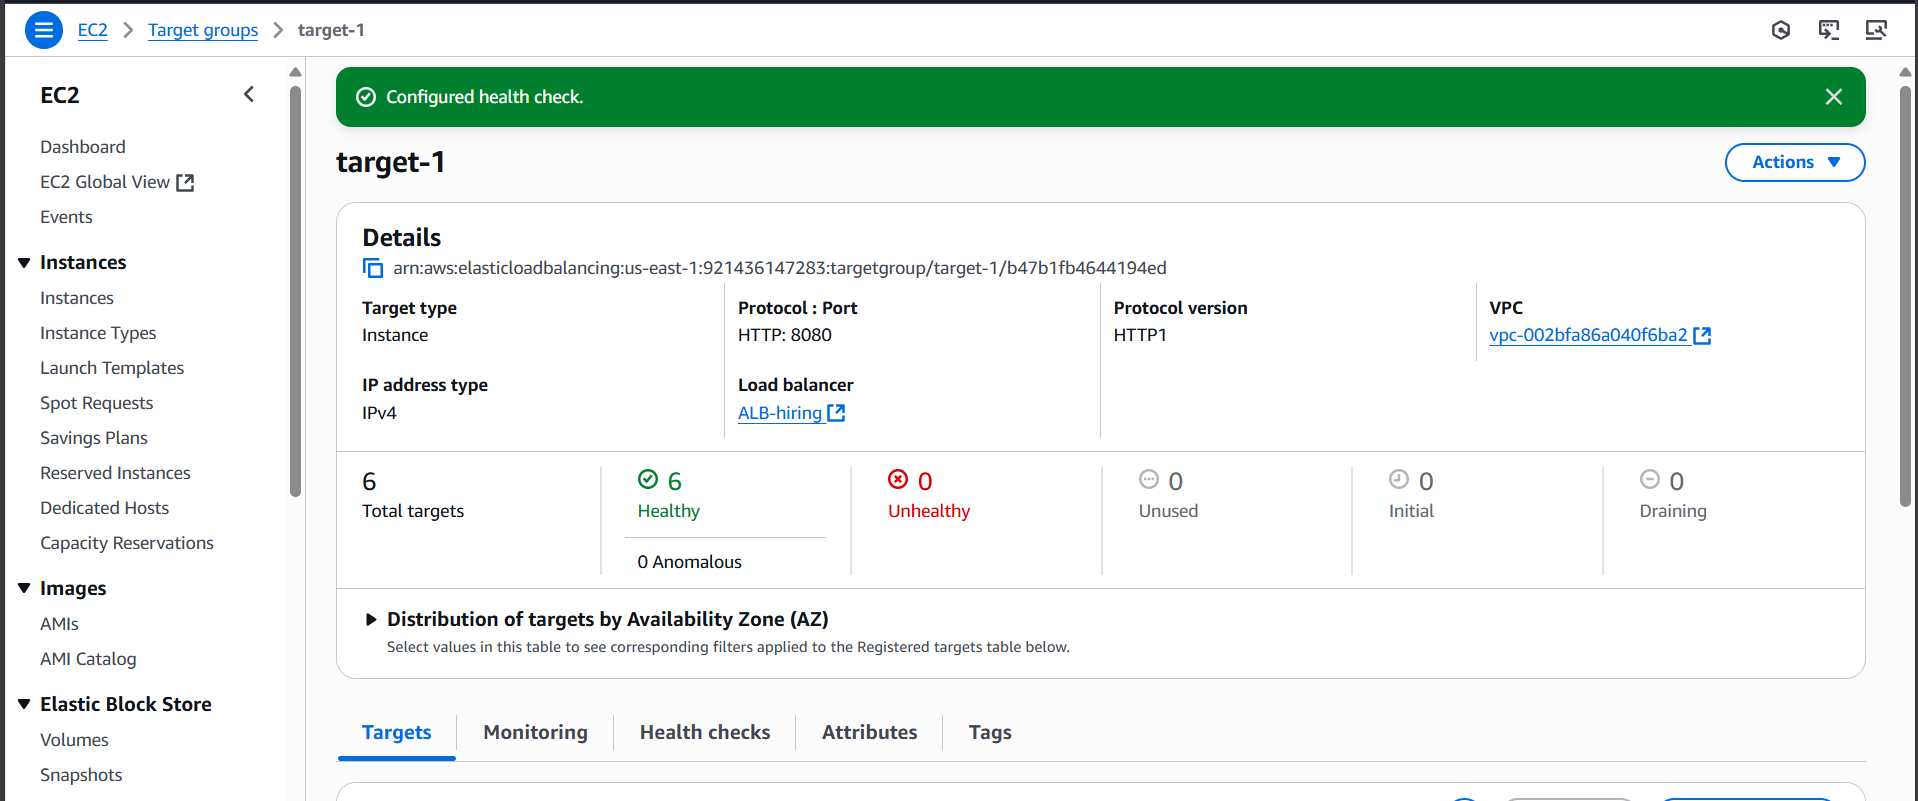 EC2 Target groups target-1
EC2
Dashboard
EC2 Global View
Events
Instances
Instances
Instance Types
Launch Templates
Spot Requests
Savings Plans
Reserved Instances
Dedicated Hosts
Capacity Reservations
Images
AMIs
AMI Catalog
Elastic Block Store
Volumes
Snapshots
Configured health check.
target-1
Actions
Details
arn:aws:elasticloadbalancing:us-east-1:921436147283:targetgroup/target-1/b47b1fb4644194ed
Target type
Instance
Protocol : Port
HTTP: 8080
Protocol version
HTTP1
VPC
vpc-002bfa86a040f6ba2
IP address type
IPv4
Load balancer
ALB-hiring
6
Total targets
6
Healthy
0 Anomalous
0
Unhealthy
0
Unused
0
Initial
0
Draining
Distribution of targets by Availability Zone (AZ)
Select values in this table to see corresponding filters applied to the Registered targets table below.
Targets Monitoring Health checks Attributes Tags